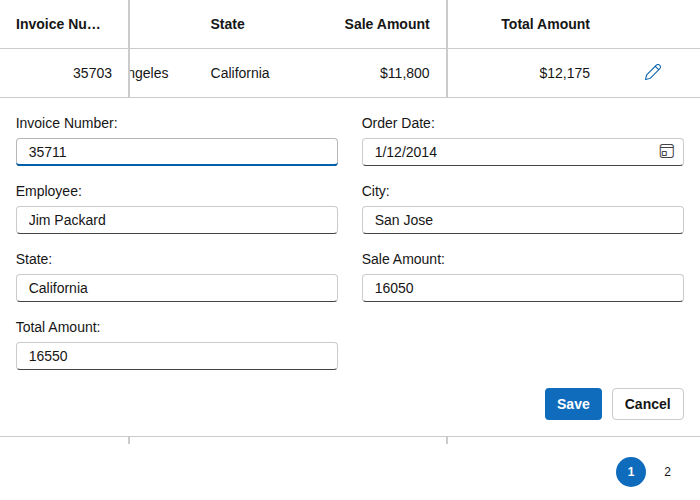 Invoice Nu… State Sale Amount Total Amount
35703 ngeles California $11,800 $12,175
Invoice Number: Order Date:
35711 1/12/2014
Employee: City:
Jim Packard San Jose
State: Sale Amount:
California 16050
Total Amount:
16550
Save Cancel
1 2